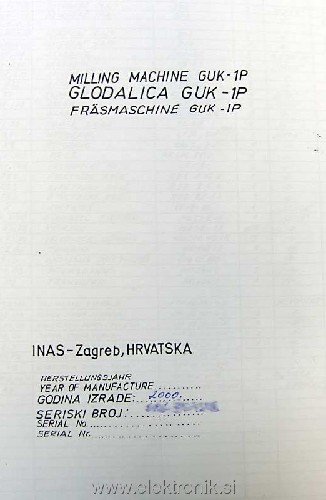 MILLING MACHINE GUK-1P
GLODALICA GUK-1P
FRÄSMASCHINE GUK-1P
INAS-Zagreb, HRVATSKA
HERSTELLUNGSJAHR
YEAR OF MANUFACTURE...........
GODINA IZRADE: 2000.
SERISKI BROJ:
SERIAL No...........................
SERIAL Nr...........................
www.elektronik.si